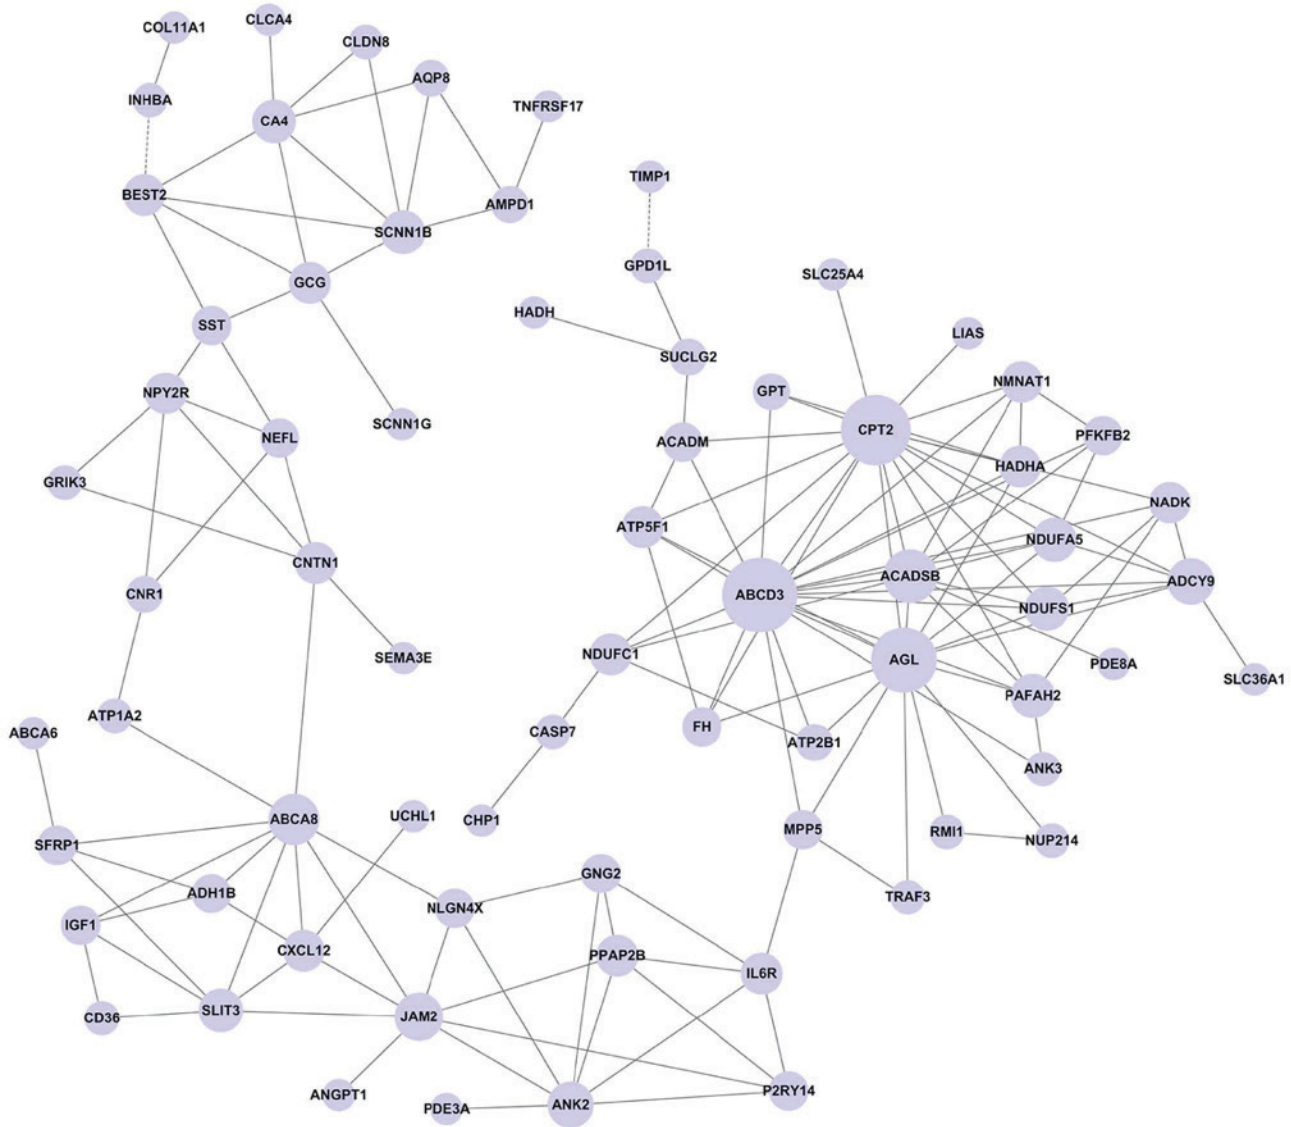 COL11A1
CLCA4
CLDN8
AQP8
INHBA
TNFRSF17
CA4
TIMP1
BEST2
AMPD1
SCNN1B
GPD1L
SLC25A4
GCG
HADH
SST
LIAS
SUCLG2
NPY2R
GPT
NMNAT1
SCNN1G
NEFL
ACADM
CPT2
PFKFB2
HADHA
GRIK3
NADK
ATP5F1
NDUFA5
CNTN1
ACADSB
ADCY9
CNR1
ABCD3
NDUFS1
SEMA3E
NDUFC1
AGL
PDE8A
SLC36A1
PAFAH2
ATP1A2
ABCA6
CASP7
FH
ATP2B1
ANK3
ABCA8
UCHL1
CHP1
MPP5
RMI1
NUP214
SFRP1
GNG2
ADH1B
NLGN4X
TRAF3
IGF1
CXCL12
PPAP2B
IL6R
CD36
SLIT3
JAM2
ANGPT1
PDE3A
ANK2
P2RY14